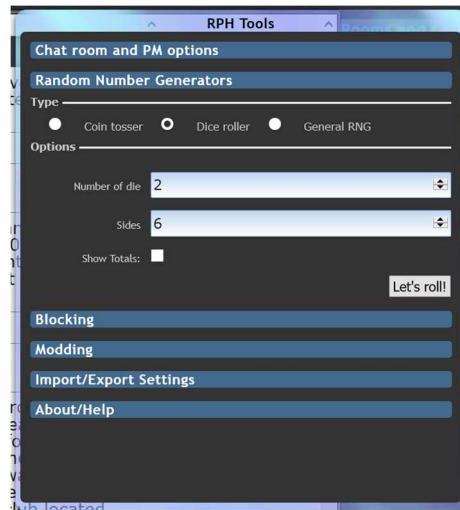 RPH Tools
Chat room and PM options
Random Number Generators
Type
Coin tosser Dice roller General RNG
Options
Number of die 2
Sides 6
Show Totals:
Let's roll!
Blocking
Modding
Import/Export Settings
About/Help